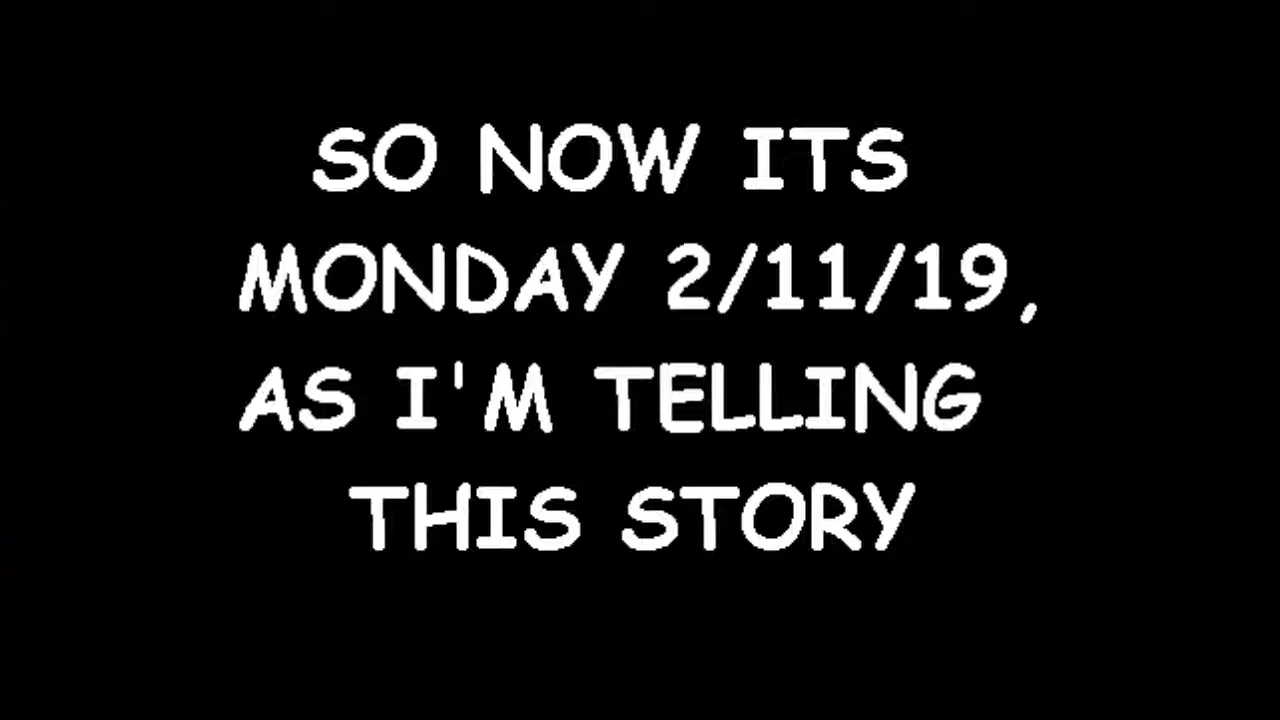 SO NOW ITS
MONDAY 2/11/19,
AS I'M TELLING
THIS STORY